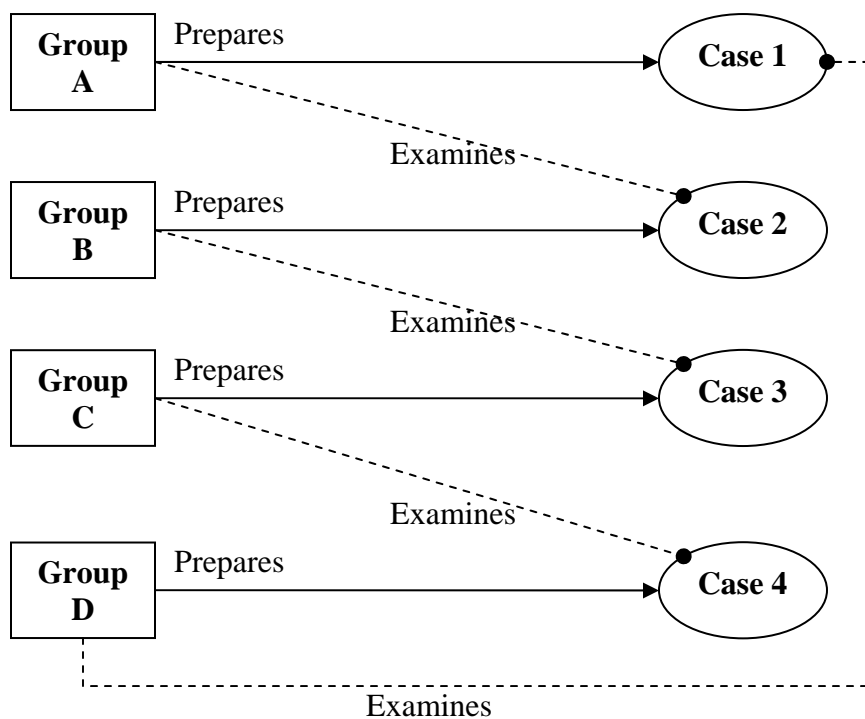 Group
A
Prepares
Case 1
Examines
Group
B
Prepares
Case 2
Examines
Group
C
Prepares
Case 3
Examines
Group
D
Prepares
Case 4
Examines